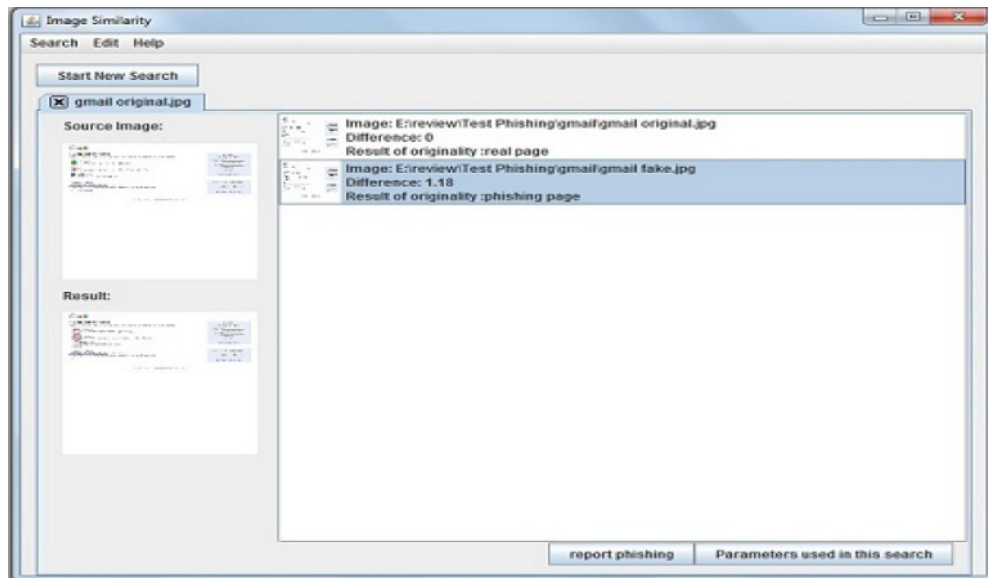 Image Similarity
Search Edit Help
Start New Search
gmail original.jpg
Source Image:
Image: E:\review\Test Phishing\gmail\gmail original.jpg
Difference: 0
Result of originality :real page
Image: E:\review\Test Phishing\gmail\gmail fake.jpg
Difference: 1.18
Result of originality :phishing page
Result:
report phishing
Parameters used in this search